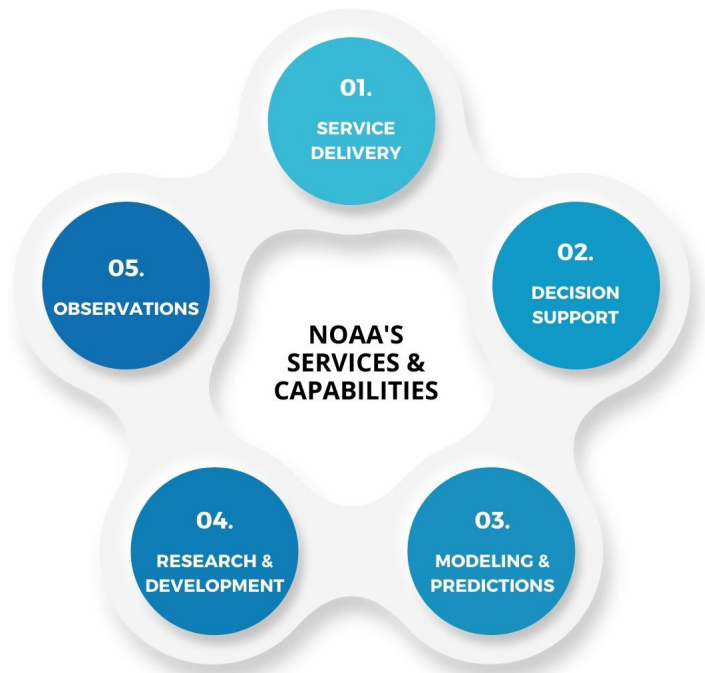 01.
SERVICE
DELIVERY
02.
DECISION
SUPPORT
03.
MODELING &
PREDICTIONS
04.
RESEARCH &
DEVELOPMENT
05.
OBSERVATIONS
NOAA'S
SERVICES &
CAPABILITIES